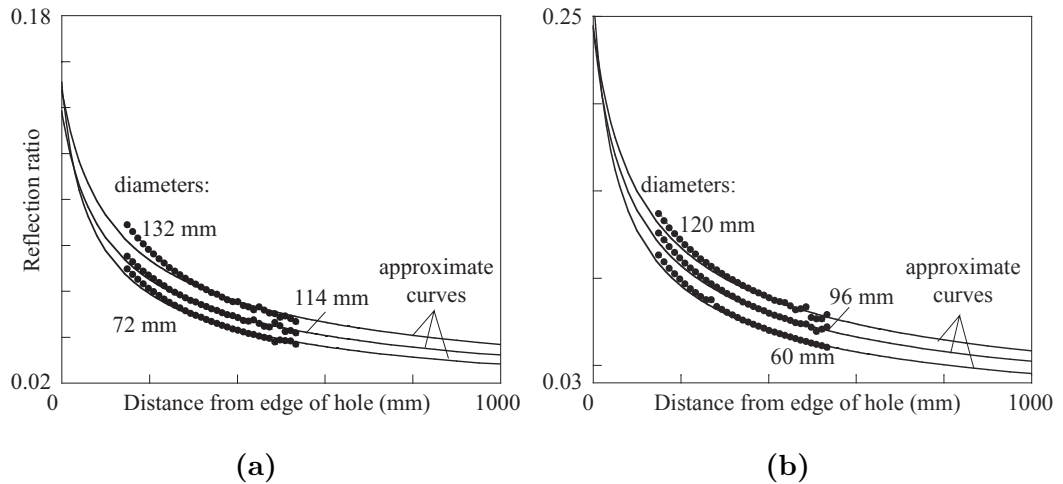 0.18
Reflection ratio
diameters:
132 mm
114 mm
72 mm
approximate
curves
0.02
0
Distance from edge of hole (mm)
1000
(a)
0.25
diameters:
120 mm
96 mm
60 mm
approximate
curves
0.03
0
Distance from edge of hole (mm)
1000
(b)